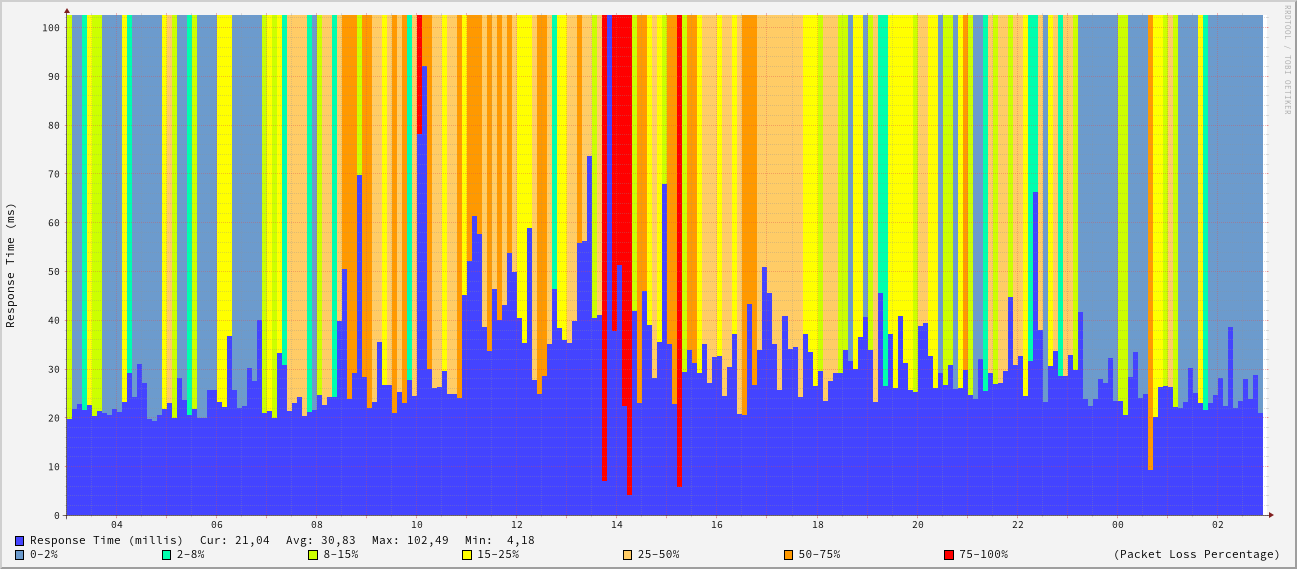 RRDTOOL / TOBI OETIKER
Response Time (ms)
100
90
80
70
60
50
40
30
20
10
0
04 06 08 10 12 14 16 18 20 22 00 02
Response Time (millis) Cur: 21,04 Avg: 30,83 Max: 102,49 Min: 4,18
0-2% 2-8% 8-15% 15-25% 25-50% 50-75% 75-100% (Packet Loss Percentage)